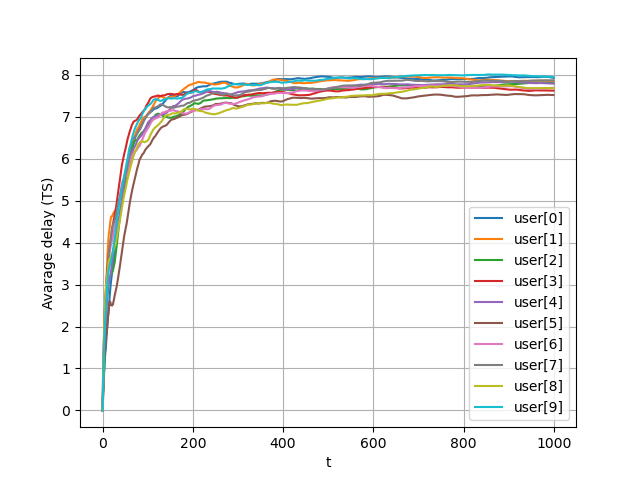 8
7
6
5
4
3
2
1
0
Avarage delay (TS)
user[0]
user[1]
user[2]
user[3]
user[4]
user[5]
user[6]
user[7]
user[8]
user[9]
0 200 400 600 800 1000
t